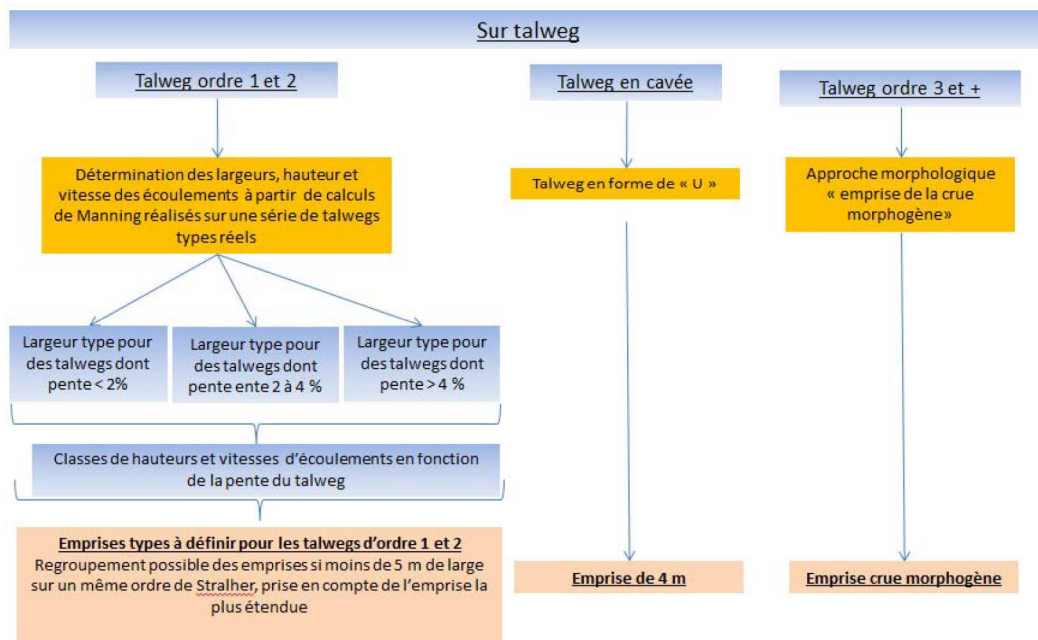 Sur talweg
Talweg ordre 1 et 2
Détermination des largeurs, hauteur et
vitesse des écoulements à partir de calculs
de Manning réalisés sur une série de talwegs
types réels
Largeur type pour
des talwegs dont
pente < 2%
Largeur type pour
des talwegs dont
pente ente 2 à 4 %
Largeur type pour
des talwegs dont
pente > 4 %
Classes de hauteurs et vitesses d'écoulements en fonction
de la pente du talweg
Emprises types à définir pour les talwegs d'ordre 1 et 2
Regroupement possible des emprises si moins de 5 m de large
sur un même ordre de Stralher, prise en compte de l'emprise la
plus étendue
Talweg en cavée
Talweg en forme de « U »
Emprise de 4 m
Talweg ordre 3 et +
Approche morphologique
« emprise de la crue
morphogène»
Emprise crue morphogène